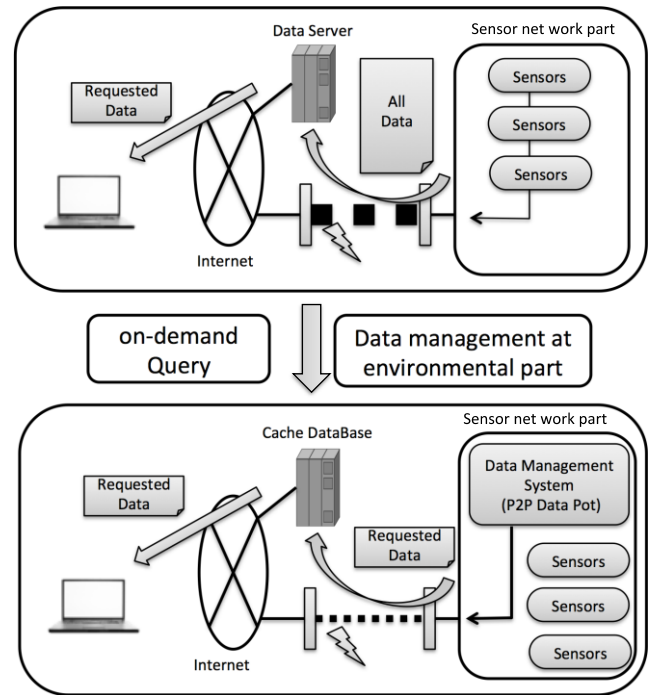 Data Server
Sensor net work part
Requested
Data
All
Data
Sensors
Sensors
Sensors
Internet
on-demand
Query
Data management at
environmental part
Sensor net work part
Cache DataBase
Data Management
System
(P2P Data Pot)
Requested
Data
Requested
Data
Sensors
Sensors
Sensors
Internet